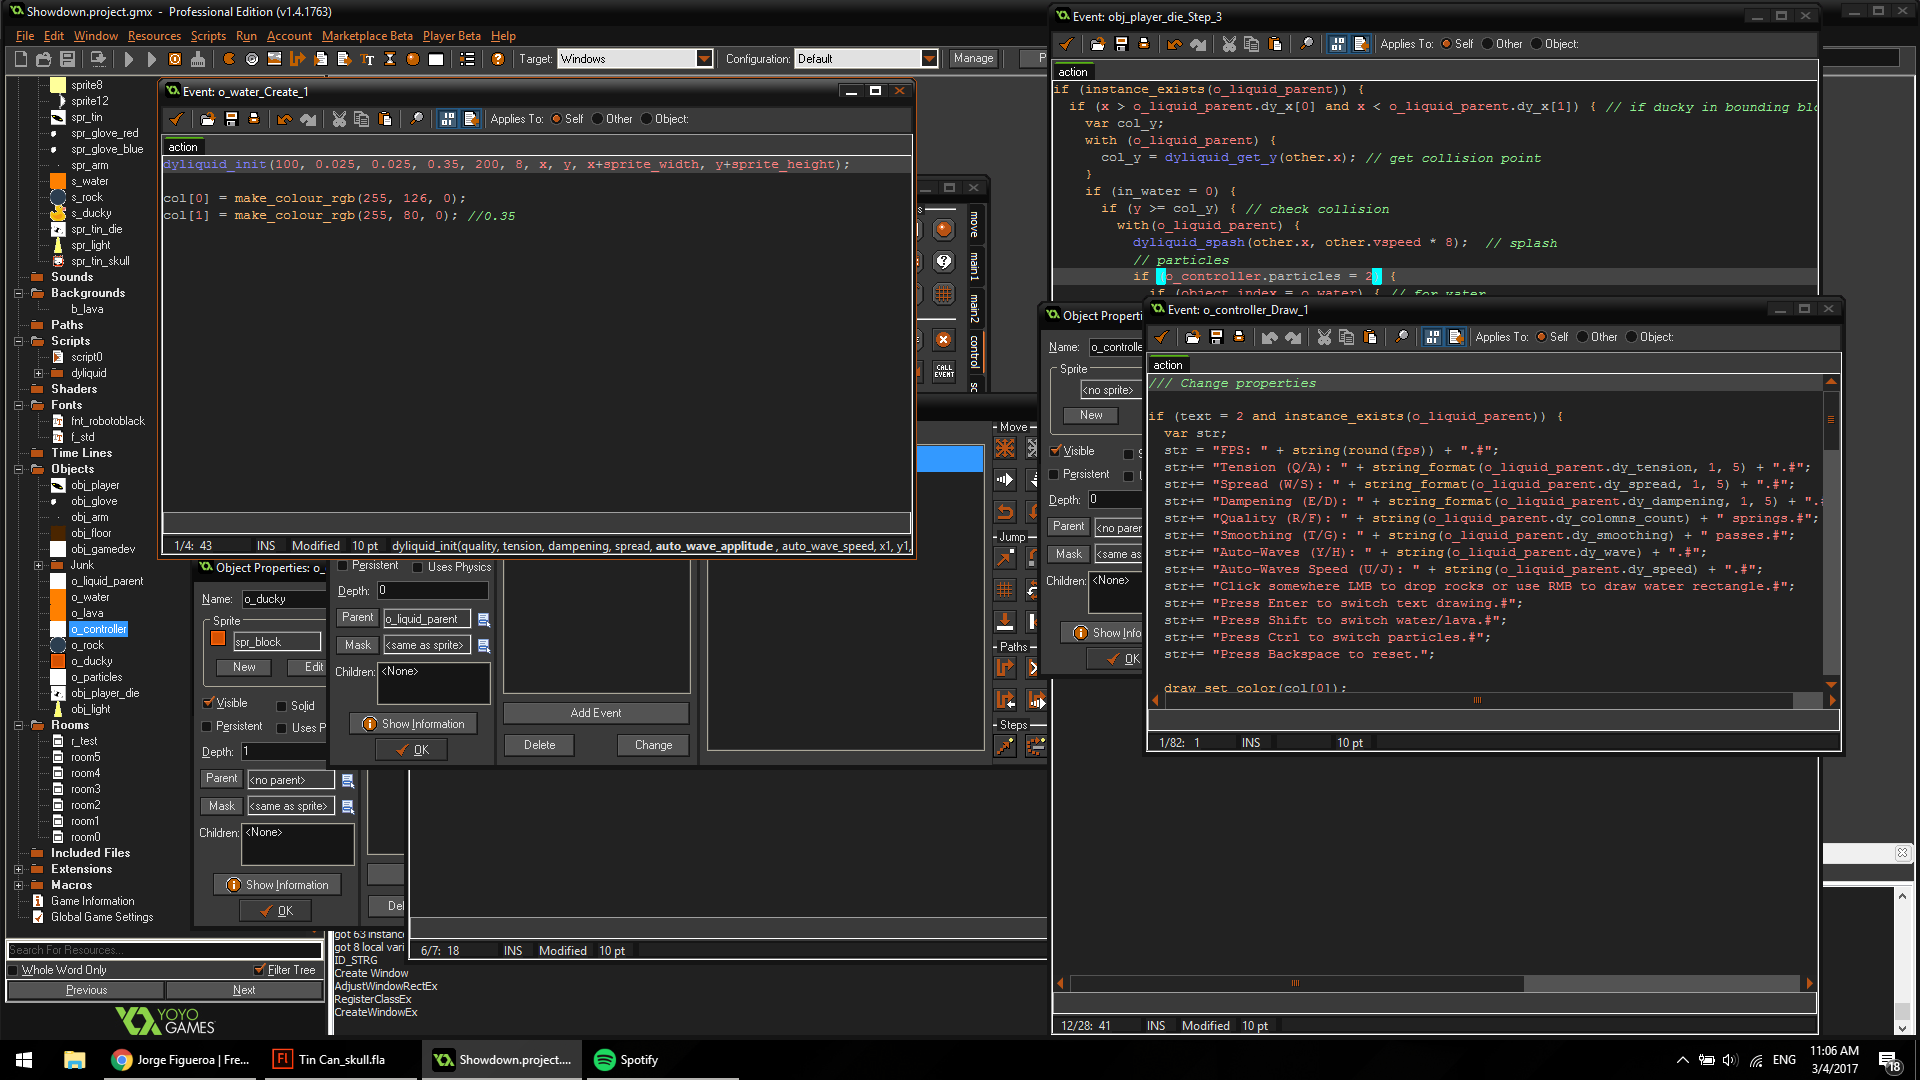 Showdown.project.gmx - Professional Edition (v1.4.1763)
File Edit Window Resources Scripts Run Account Marketplace Beta Player Beta Help
Target: Windows Configuration: Default Manage
sprite8
sprite12
spr_tin
spr_glove_red
spr_glove_blue
spr_arm
s_water
s_rock
s_ducky
spr_tin_die
spr_light
spr_tin_skull
Sounds
Backgrounds
b_lava
Paths
Scripts
script0
dyliquid
Shaders
Fonts
fnt_robotoblack
f_std
Time Lines
Objects
obj_player
obj_glove
obj_arm
obj_floor
obj_gamedev
Junk
o_liquid_parent
o_water
o_lava
o_controller
o_rock
o_ducky
o_particles
obj_player_die
obj_light
Rooms
r_test
room5
room4
room3
room2
room1
room0
Included Files
Extensions
Macros
Game Information
Global Game Settings
Search For Resources...
Whole Word Only Filter Tree
Previous Next
YOYO GAMES
Event: o_water_Create_1
Applies To: Self Other Object:
action
dyliquid_init(100, 0.025, 0.025, 0.35, 200, 8, x, y, x+sprite_width, y+sprite_height);
col[0] = make_colour_rgb(255, 126, 0);
col[1] = make_colour_rgb(255, 80, 0); //0.35
1/4: 43 INS Modified 10 pt dyliquid_init(quality, tension, dampening, spread, auto_wave_applitude , auto_wave_speed, x1, y1,
move
main1
main2
control
CALL EVENT
Object Properties: o_
Name: o_ducky
Sprite
spr_block
New Edit
Visible Solid
Persistent Uses P
Depth: 1
Parent <no parent>
Mask <same as sprite>
Children: <None>
Show Information
OK
Persistent Uses Physics
Depth: 0
Parent o_liquid_parent
Mask <same as sprite>
Children: <None>
Show Information
OK
Add Event
Delete Change
Move
Jump
Paths
Steps
got 63 instanc
got 8 local vari
ID_STRG
Create Window
AdjustWindowRectEx
RegisterClassEx
CreateWindowEx
6/7: 18 INS Modified 10 pt
Event: obj_player_die_Step_3
Applies To: Self Other Object:
action
if (instance_exists(o_liquid_parent)) {
if (x > o_liquid_parent.dy_x[0] and x < o_liquid_parent.dy_x[1]) { // if ducky in bounding blo
var col_y;
with (o_liquid_parent) {
col_y = dyliquid_get_y(other.x); // get collision point
}
if (in_water = 0) {
if (y >= col_y) { // check collision
with(o_liquid_parent) {
dyliquid_spash(other.x, other.vspeed * 8); // splash
// particles
if (o_controller.particles = 2) {
if (object_index = o_water) { // for water
12/28: 41 INS Modified 10 pt
Object Properti
Name: o_controlle
Sprite
<no sprite>
New
Visible S
Persistent
Depth: 0
Parent <no parer
Mask <same as
Children: <None>
Show Info
OK
Event: o_controller_Draw_1
Applies To: Self Other Object:
action
/// Change properties
if (text = 2 and instance_exists(o_liquid_parent)) {
var str;
str = "FPS: " + string(round(fps)) + ".#";
str+= "Tension (Q/A): " + string_format(o_liquid_parent.dy_tension, 1, 5) + ".#";
str+= "Spread (W/S): " + string_format(o_liquid_parent.dy_spread, 1, 5) + ".#";
str+= "Dampening (E/D): " + string_format(o_liquid_parent.dy_dampening, 1, 5) + ".#
str+= "Quality (R/F): " + string(o_liquid_parent.dy_colomns_count) + " springs.#";
str+= "Smoothing (T/G): " + string(o_liquid_parent.dy_smoothing) + " passes.#";
str+= "Auto-Waves (Y/H): " + string(o_liquid_parent.dy_wave) + ".#";
str+= "Auto-Waves Speed (U/J): " + string(o_liquid_parent.dy_speed) + ".#";
str+= "Click somewhere LMB to drop rocks or use RMB to draw water rectangle.#";
str+= "Press Enter to switch text drawing.#";
str+= "Press Shift to switch water/lava.#";
str+= "Press Ctrl to switch particles.#";
str+= "Press Backspace to reset.";
draw_set_color(col[0]);
1/82: 1 INS 10 pt
Jorge Figueroa | Fre... Tin Can_skull.fla Showdown.project.... Spotify
ENG 11:06 AM
3/4/2017
18